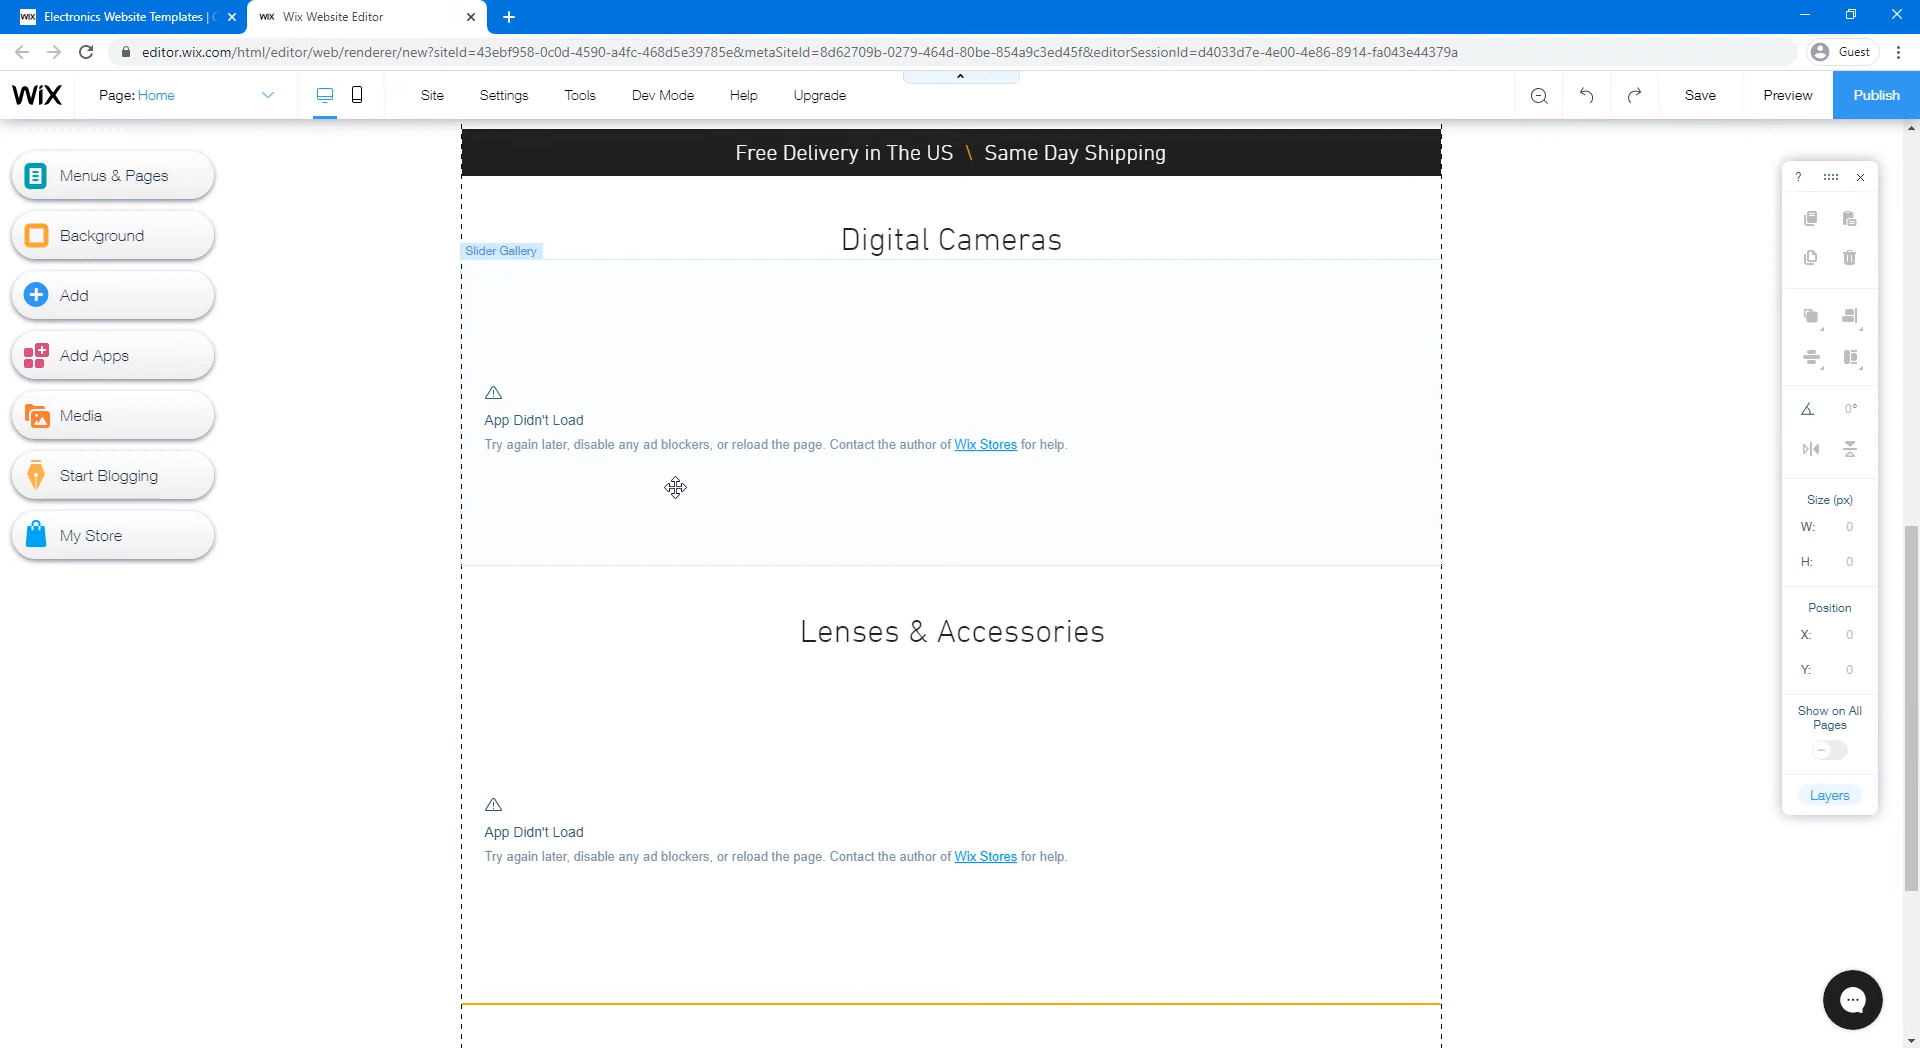 WIX Electronics Website Templates | C
WIX Wix Website Editor
editor.wix.com/html/editor/web/renderer/new?siteId=43ebf958-0c0d-4590-a4fc-468d5e39785e&metaSiteId=8d62709b-0279-464d-80be-854a9c3ed45f&editorSessionId=d4033d7e-4e00-4e86-8914-fa043e44379a
Guest
WiX
Page: Home
Site
Settings
Tools
Dev Mode
Help
Upgrade
Save
Preview
Publish
Menus & Pages
Background
Add
Add Apps
Media
Start Blogging
My Store
Free Delivery in The US \ Same Day Shipping
Digital Cameras
Slider Gallery
App Didn't Load
Try again later, disable any ad blockers, or reload the page. Contact the author of Wix Stores for help.
Lenses & Accessories
App Didn't Load
Try again later, disable any ad blockers, or reload the page. Contact the author of Wix Stores for help.
?
0°
Size (px)
W: 0
H: 0
Position
X: 0
Y: 0
Show on All
Pages
Layers